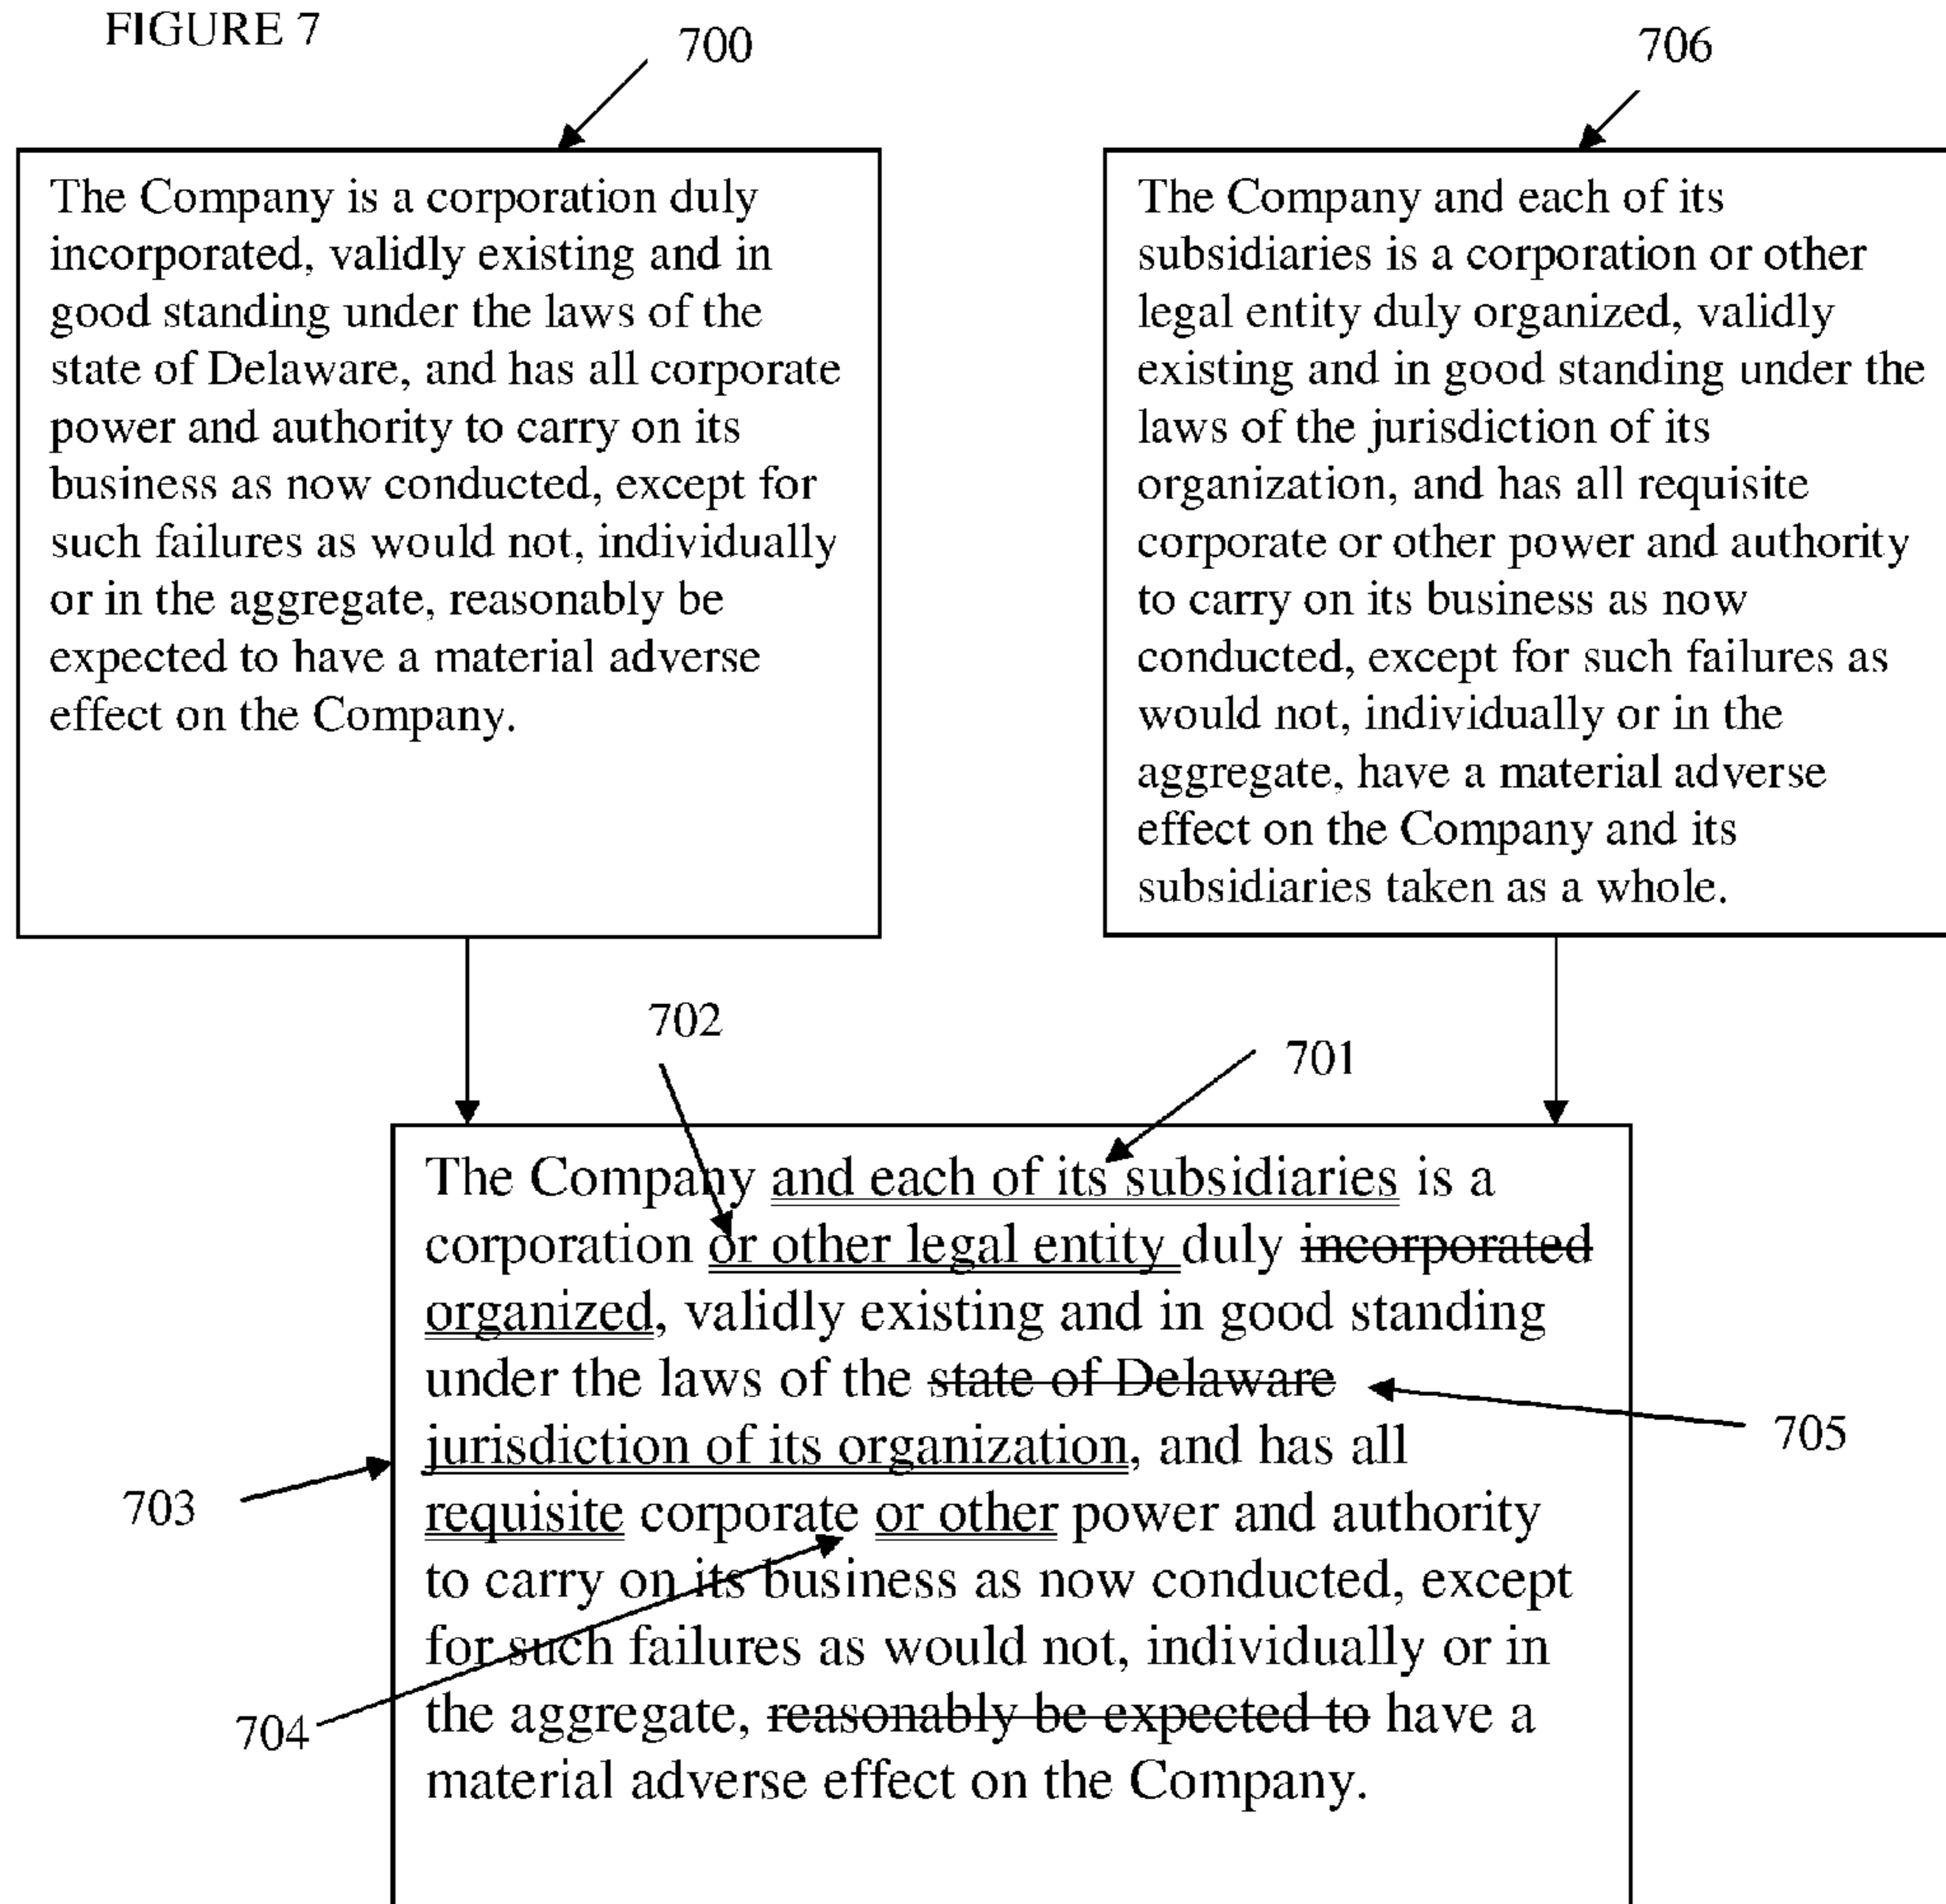 FIGURE 7
700
706
The Company is a corporation duly
incorporated, validly existing and in
good standing under the laws of the
state of Delaware, and has all corporate
power and authority to carry on its
business as now conducted, except for
such failures as would not, individually
or in the aggregate, reasonably be
expected to have a material adverse
effect on the Company.
The Company and each of its
subsidiaries is a corporation or other
legal entity duly organized, validly
existing and in good standing under the
laws of the jurisdiction of its
organization, and has all requisite
corporate or other power and authority
to carry on its business as now
conducted, except for such failures as
would not, individually or in the
aggregate, have a material adverse
effect on the Company and its
subsidiaries taken as a whole.
702
701
The Company and each of its subsidiaries is a
corporation or other legal entity duly incorporated
organized, validly existing and in good standing
under the laws of the state of Delaware
jurisdiction of its organization, and has all
requisite corporate or other power and authority
to carry on its business as now conducted, except
for such failures as would not, individually or in
the aggregate, reasonably be expected to have a
material adverse effect on the Company.
705
703
704